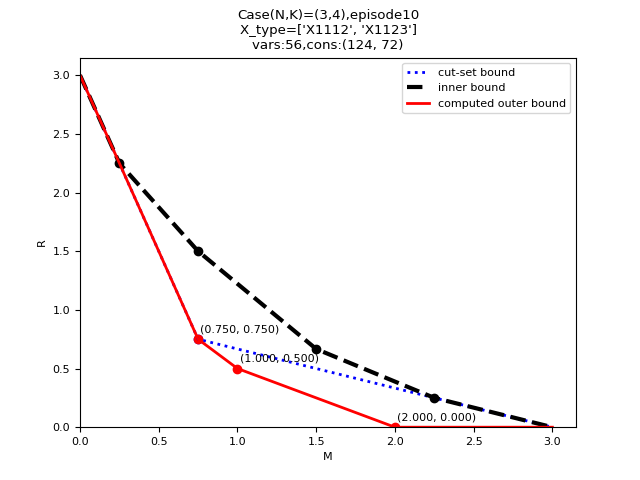 Case(N,K)=(3,4),episode10
X_type=['X1112', 'X1123']
vars:56,cons:(124, 72)
cut-set bound
inner bound
computed outer bound
3.0
2.5
2.0
1.5
1.0
0.5
0.0
R
(0.750, 0.750)
(1.000, 0.500)
(2.000, 0.000)
0.0 0.5 1.0 1.5 2.0 2.5 3.0
M